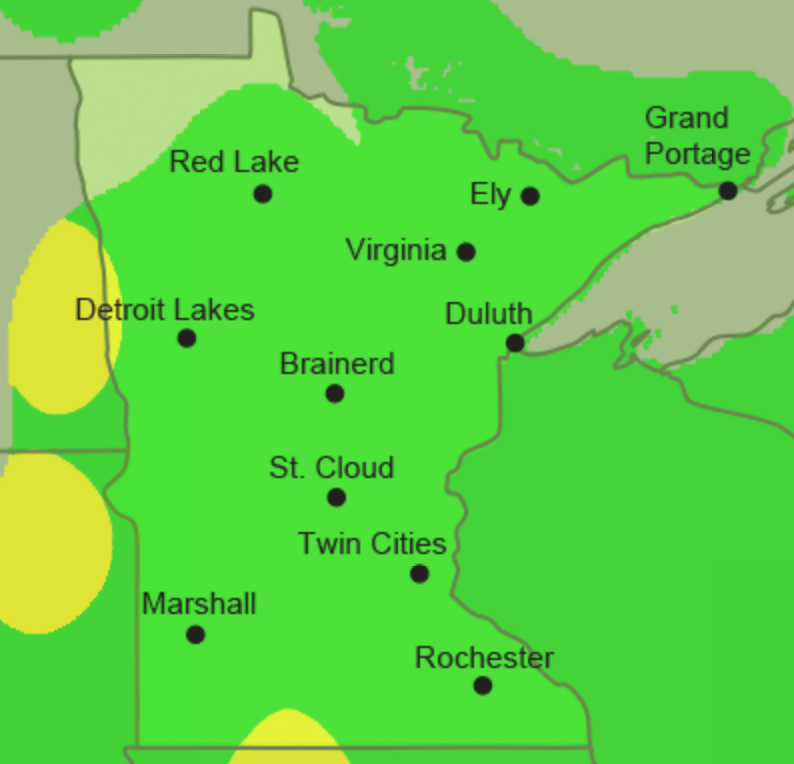 Grand
Portage
Red Lake
Ely
Virginia
Detroit Lakes
Duluth
Brainerd
St. Cloud
Twin Cities
Marshall
Rochester